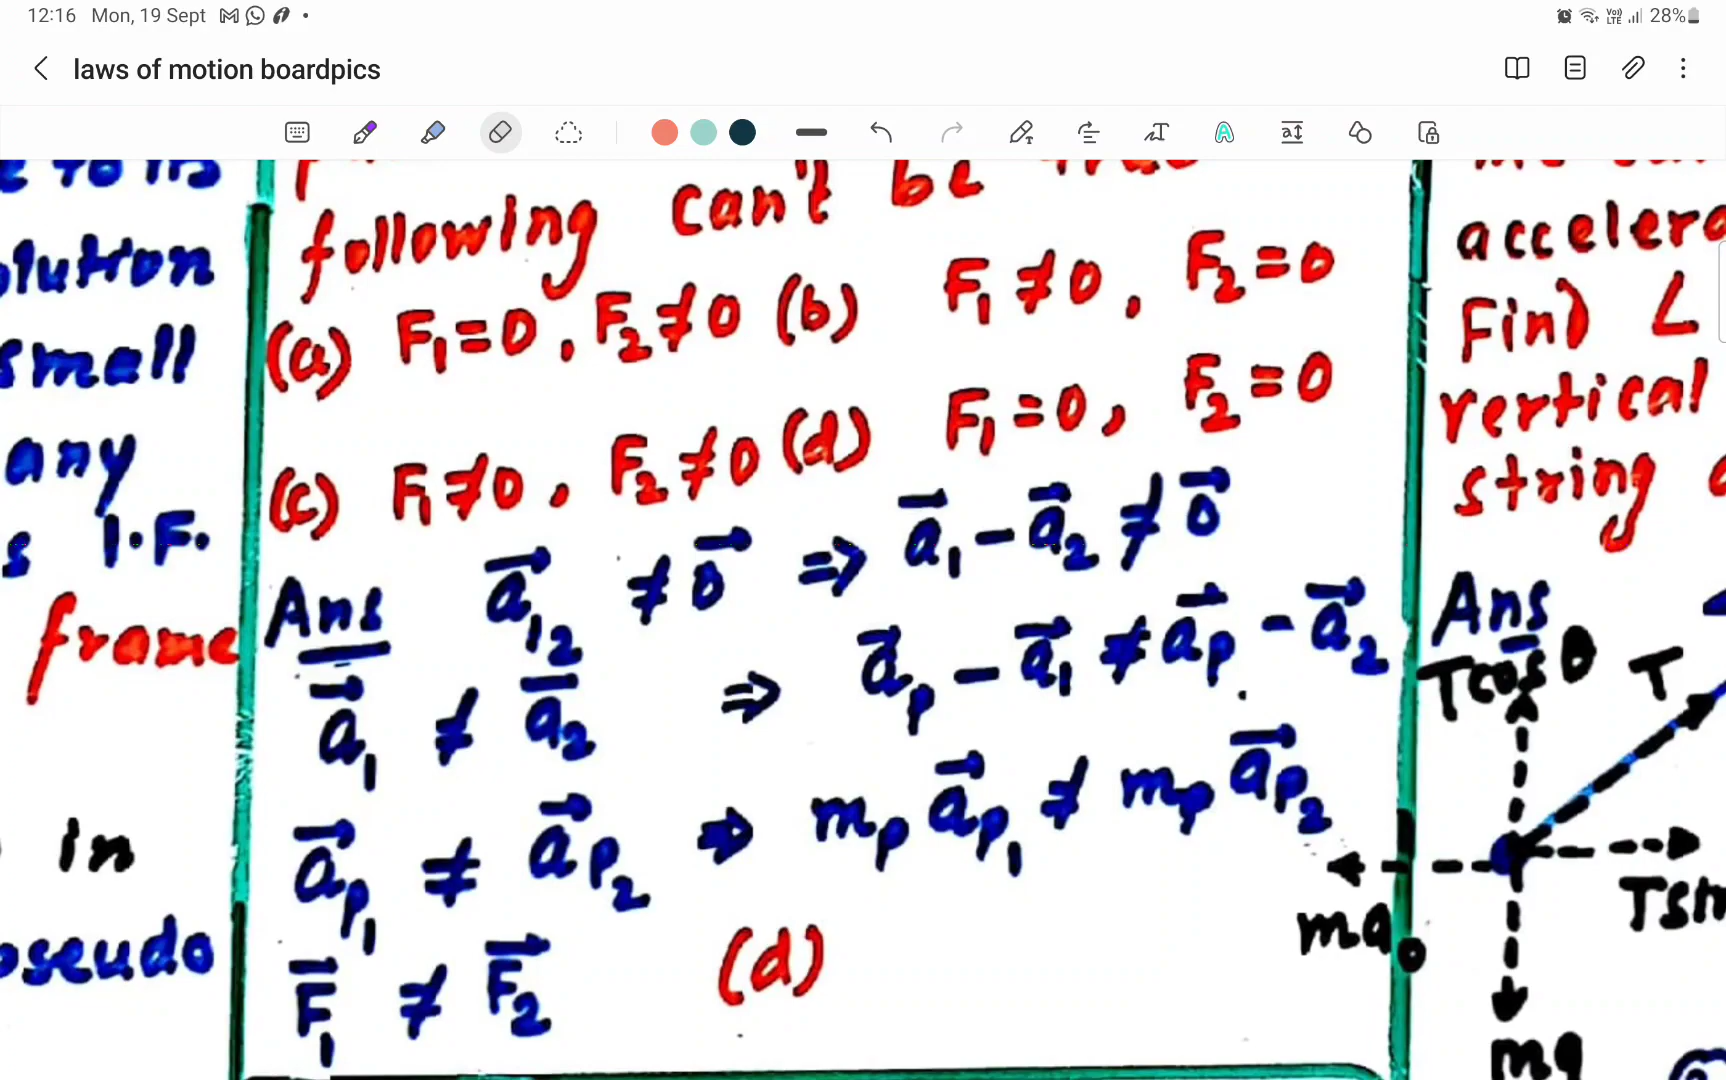 12:16 Mon, 19 Sept
28%
laws of motion boardpics
following can't be
(a) F₁=0, F₂≠0 (b) F₁≠0, F₂=0
(c) F₁≠0, F₂≠0 (d) F₁=0, F₂=0
Ans a⃗₁₂ ≠ 0⃗ ⇒ a⃗₁ - a⃗₂ ≠ 0⃗
a⃗₁ ≠ a⃗₂ ⇒ a⃗ₚ - a⃗₁ ≠ a⃗ₚ - a⃗₂
a⃗ₚ₁ ≠ a⃗ₚ₂ ⇒ mₚ a⃗ₚ₁ ≠ mₚ a⃗ₚ₂
F⃗₁ ≠ F⃗₂ (d)
small
any
I.F.
frame
in
pseudo
Find
vertical
string
Ans
Tcosθ T
ma₀
mg